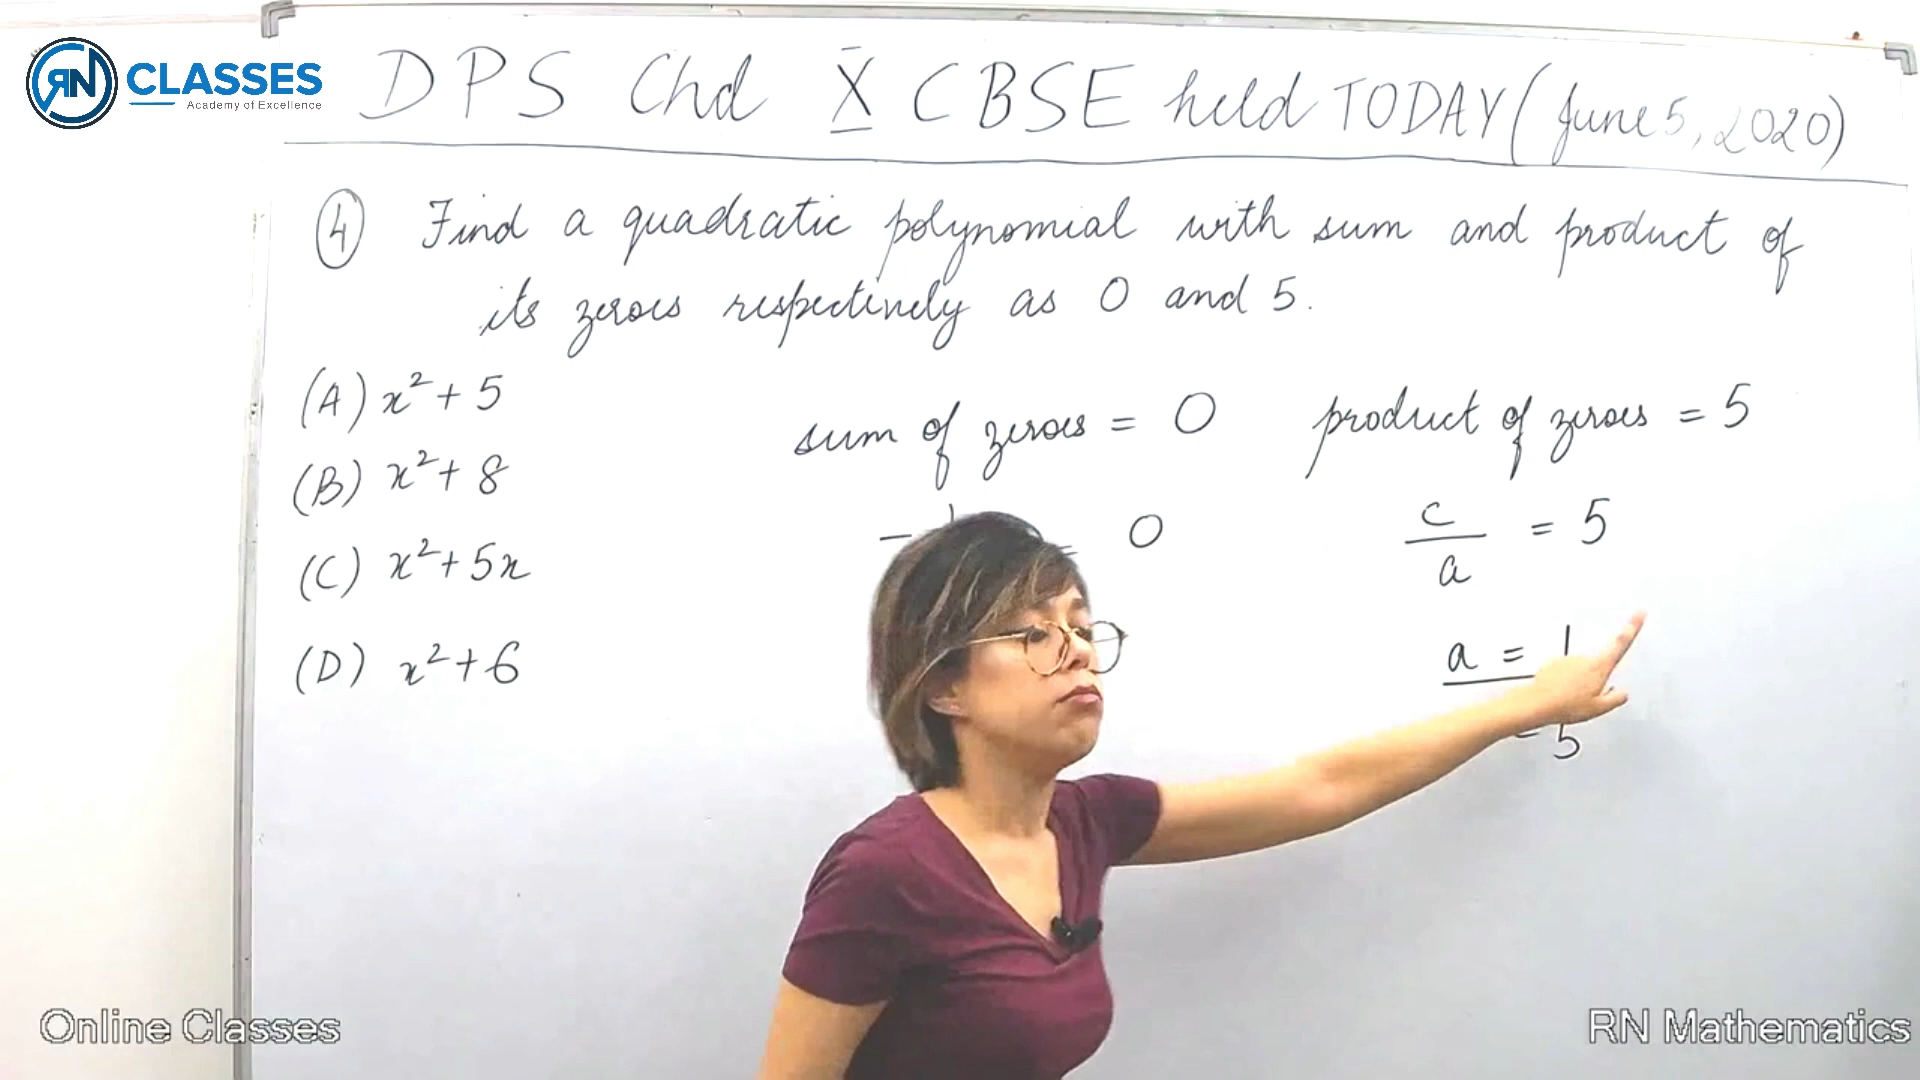 RN CLASSES
Academy of Excellence
DPS Chd X CBSE held TODAY (June 5, 2020)
④ Find a quadratic polynomial with sum and product of
its zeroes respectively as 0 and 5.
(A) x² + 5
(B) x² + 8
(C) x² + 5x
(D) x² + 6
sum of zeroes = 0
- = 0
product of zeroes = 5
c/a = 5
a = 1
= 5
Online Classes
RN Mathematics